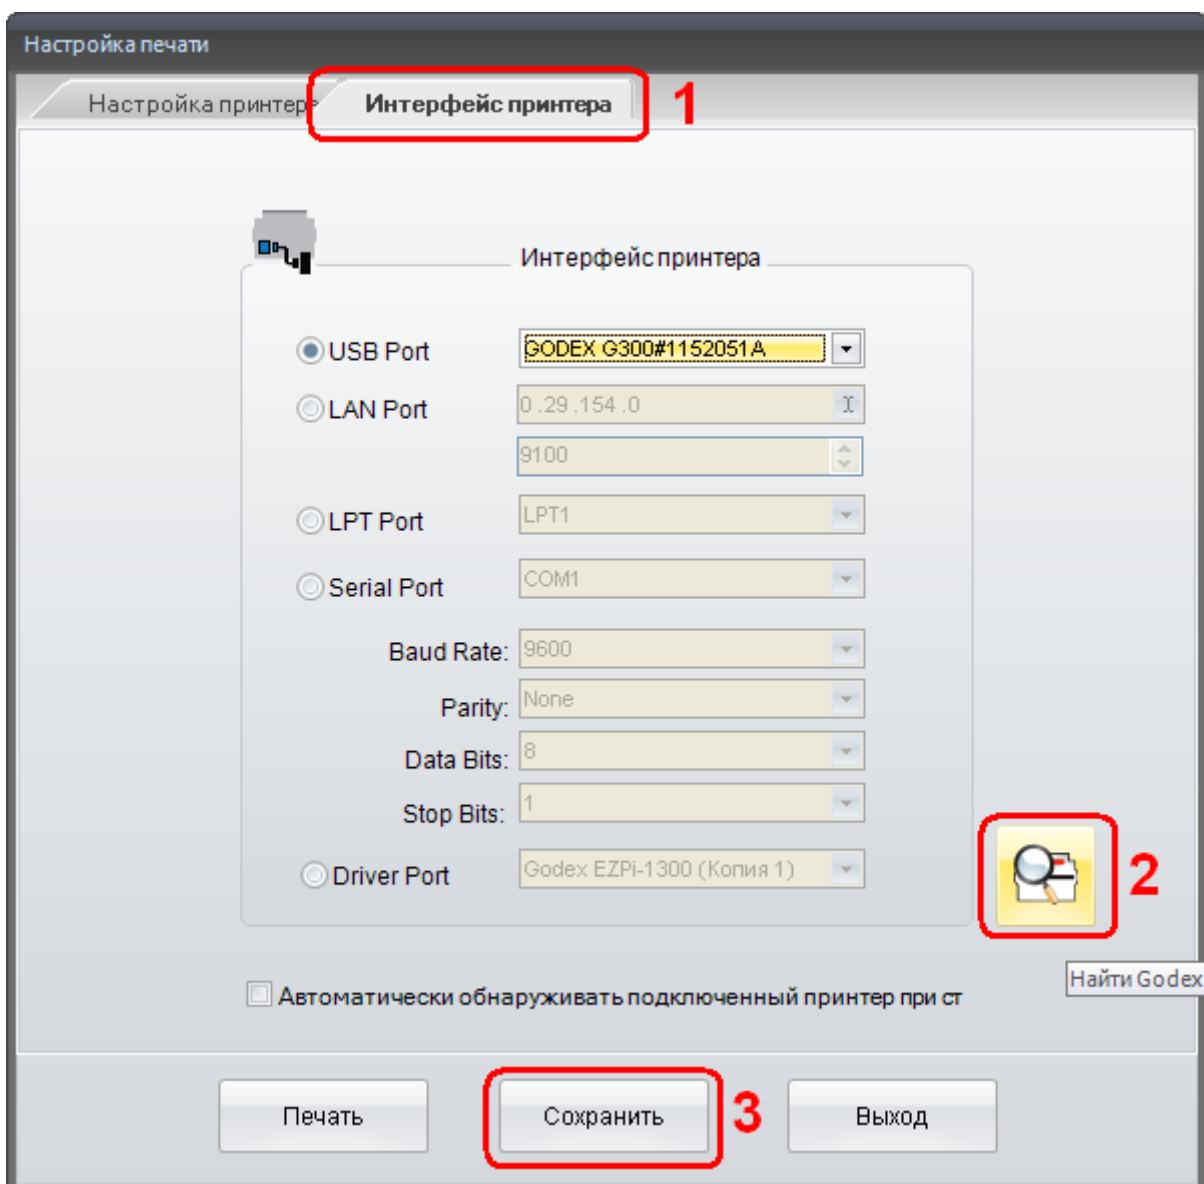 Настройка печати
Настройка принтера Интерфейс принтера 1
Интерфейс принтера
USB Port GODEX G300#1152051A
LAN Port 0 .29 .154 .0
9100
LPT Port LPT1
Serial Port COM1
Baud Rate: 9600
Parity: None
Data Bits: 8
Stop Bits: 1
Driver Port Godex EZPi-1300 (Копия 1)
2
Найти Godex
Автоматически обнаруживать подключенный принтер при ст
Печать Сохранить 3 Выход